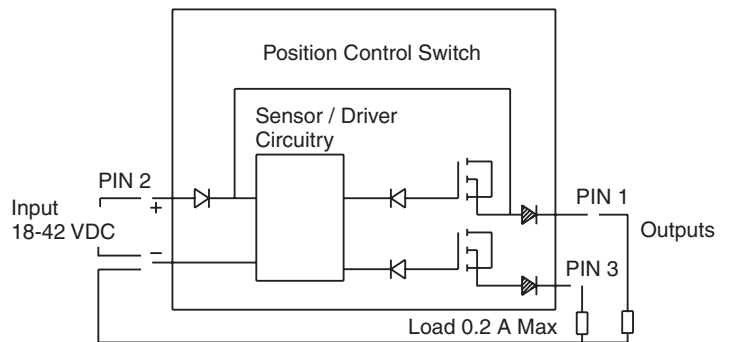 Position Control Switch
Sensor / Driver
Circuitry
PIN 2
+
Input
18-42 VDC
–
PIN 1
Outputs
PIN 3
Load 0.2 A Max